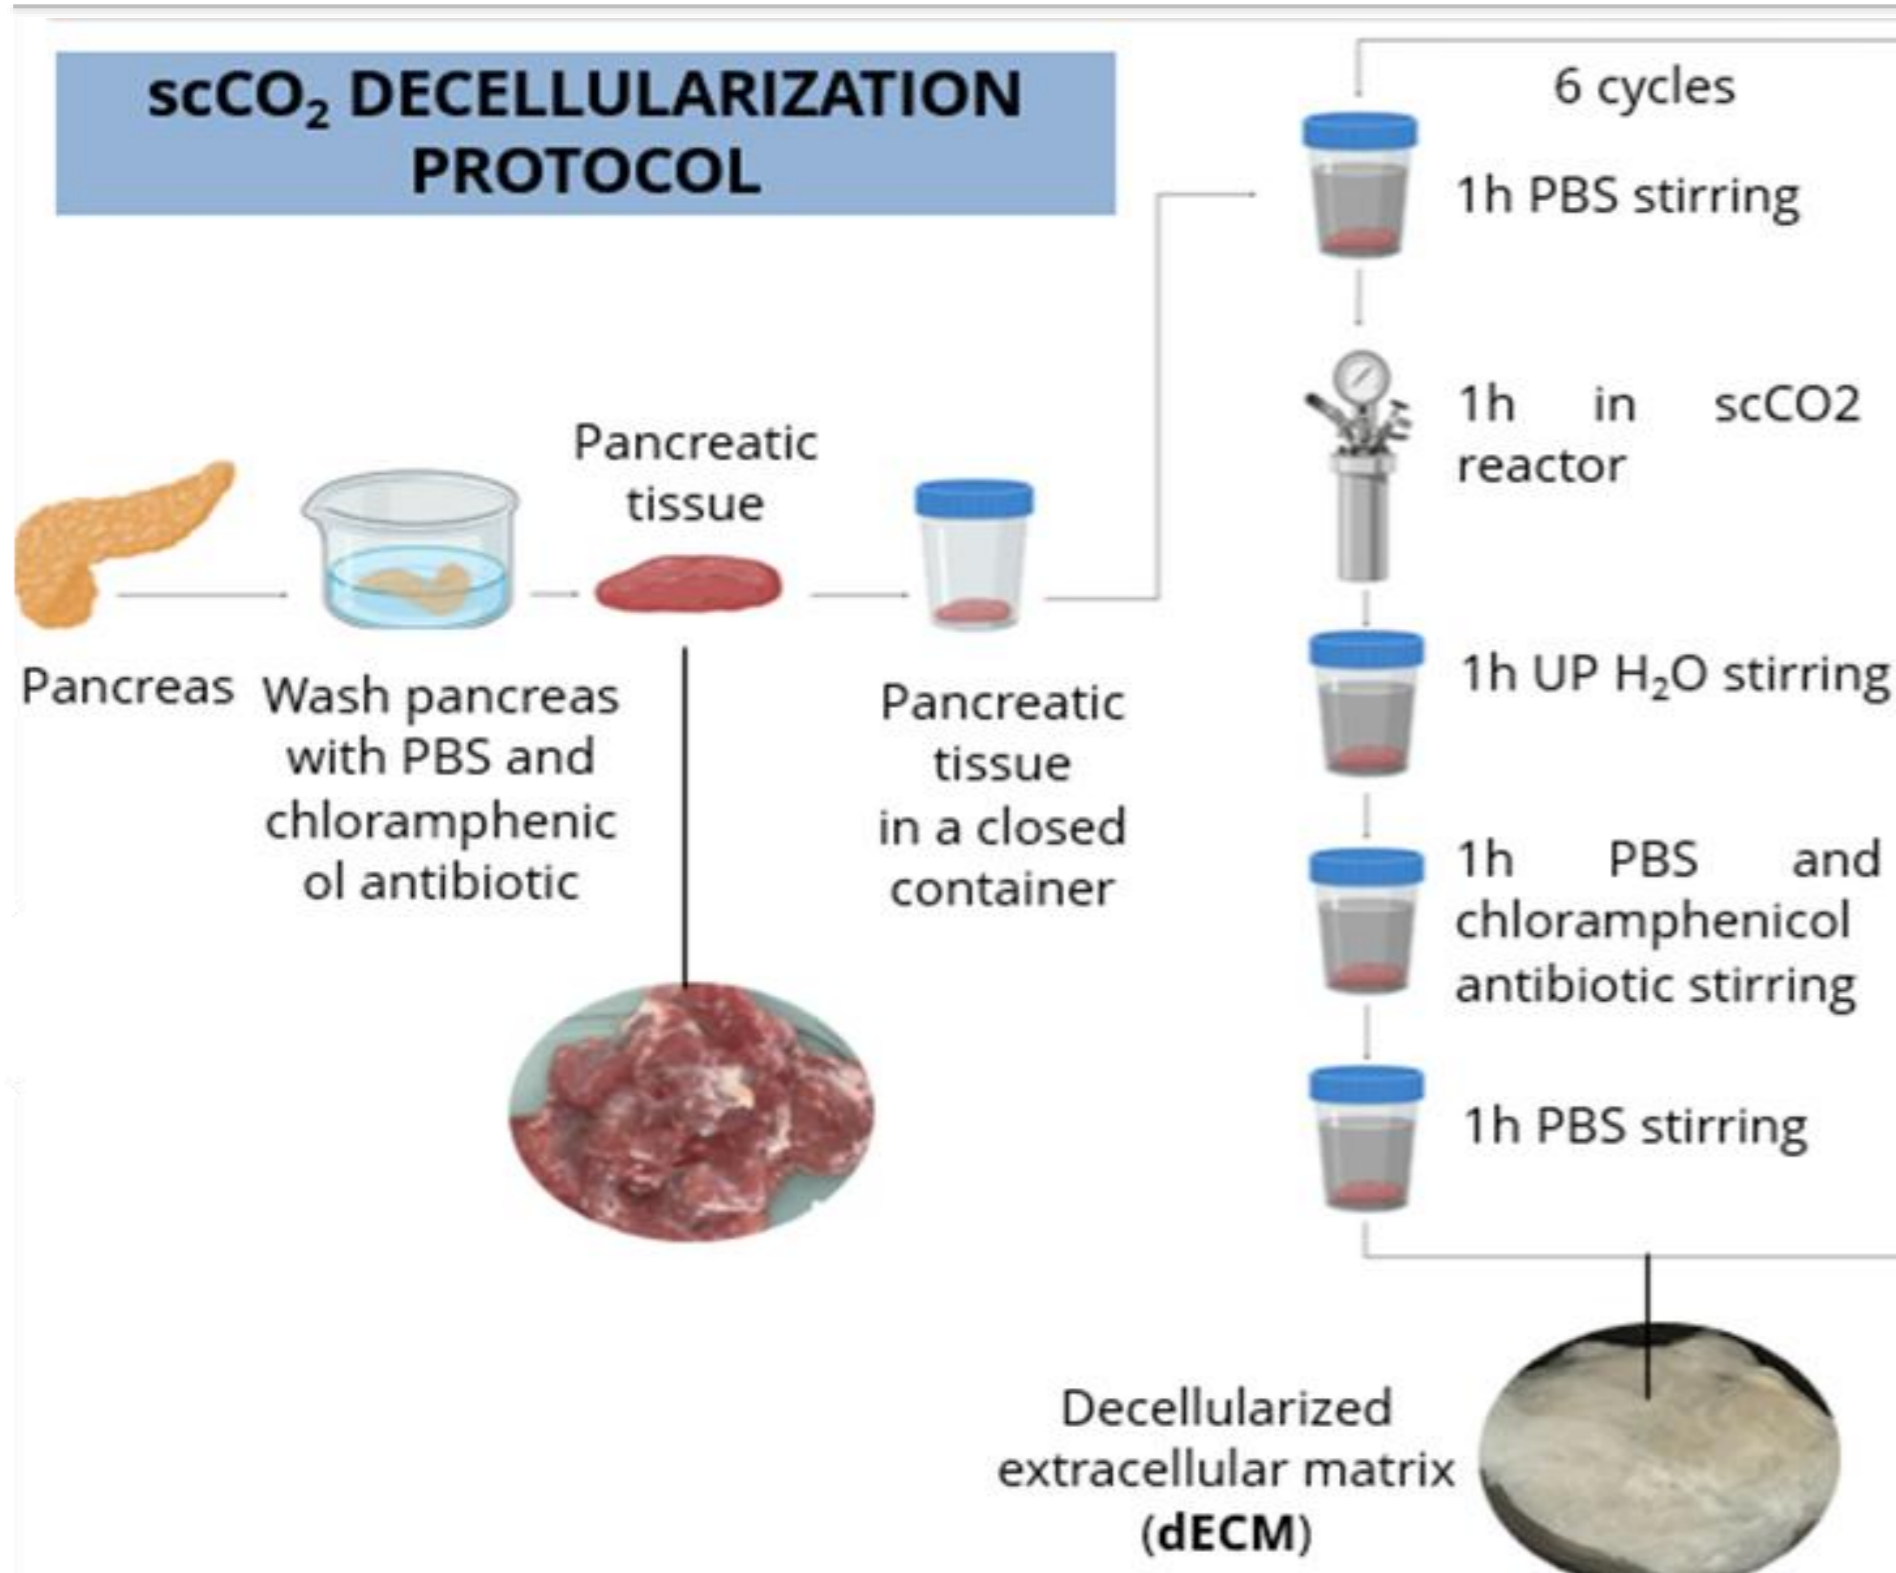 scCO₂ DECELLULARIZATION
PROTOCOL
Pancreas
Wash pancreas
with PBS and
chloramphenic
ol antibiotic
Pancreatic
tissue
Pancreatic
tissue
in a closed
container
6 cycles
1h PBS stirring
1h in scCO2
reactor
1h UP H₂O stirring
1h PBS and
chloramphenicol
antibiotic stirring
1h PBS stirring
Decellularized
extracellular matrix
(dECM)